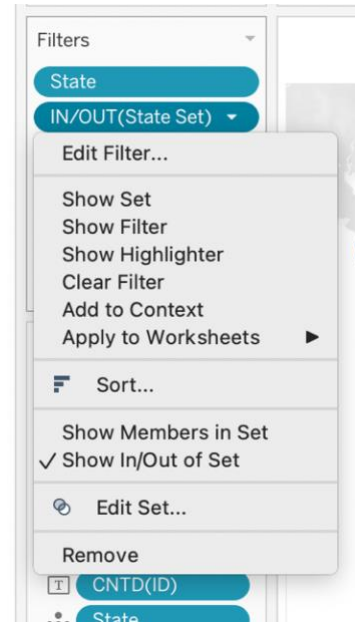 Filters
State
IN/OUT(State Set)
Edit Filter...
Show Set
Show Filter
Show Highlighter
Clear Filter
Add to Context
Apply to Worksheets
Sort...
Show Members in Set
✓ Show In/Out of Set
Edit Set...
Remove
T CNTD(ID)
State